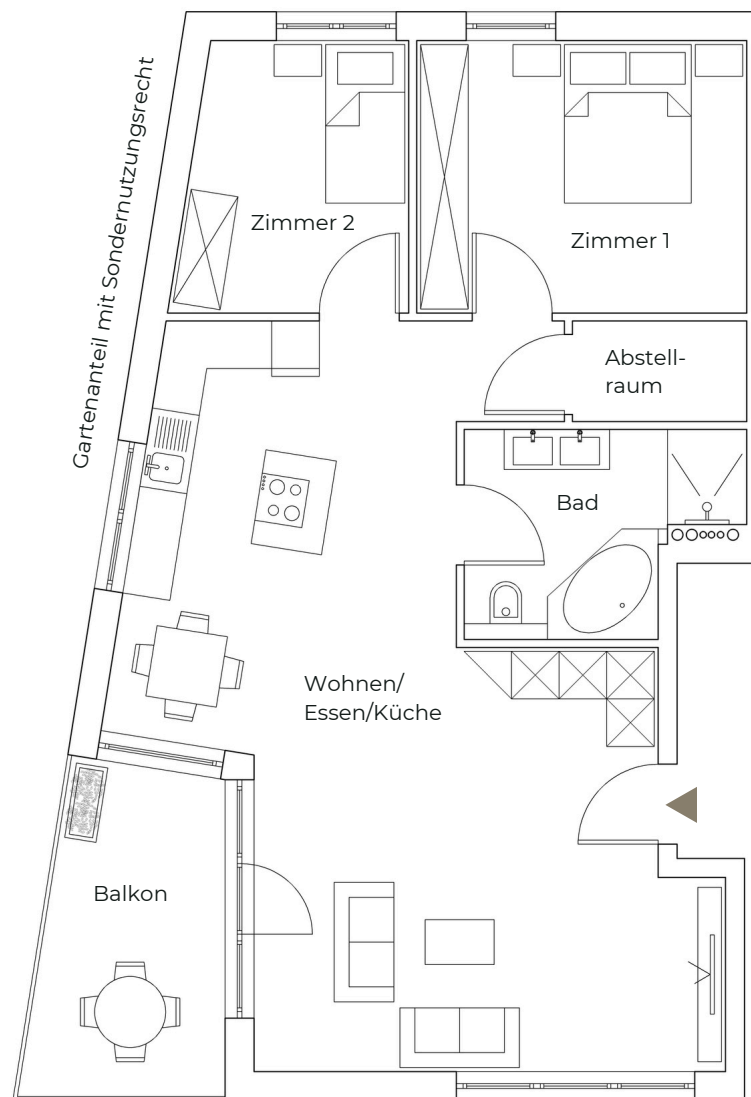 Gartenanteil mit Sondernutzungsrecht
Zimmer 2
Zimmer 1
Abstell-
raum
Bad
Wohnen/
Essen/Küche
Balkon